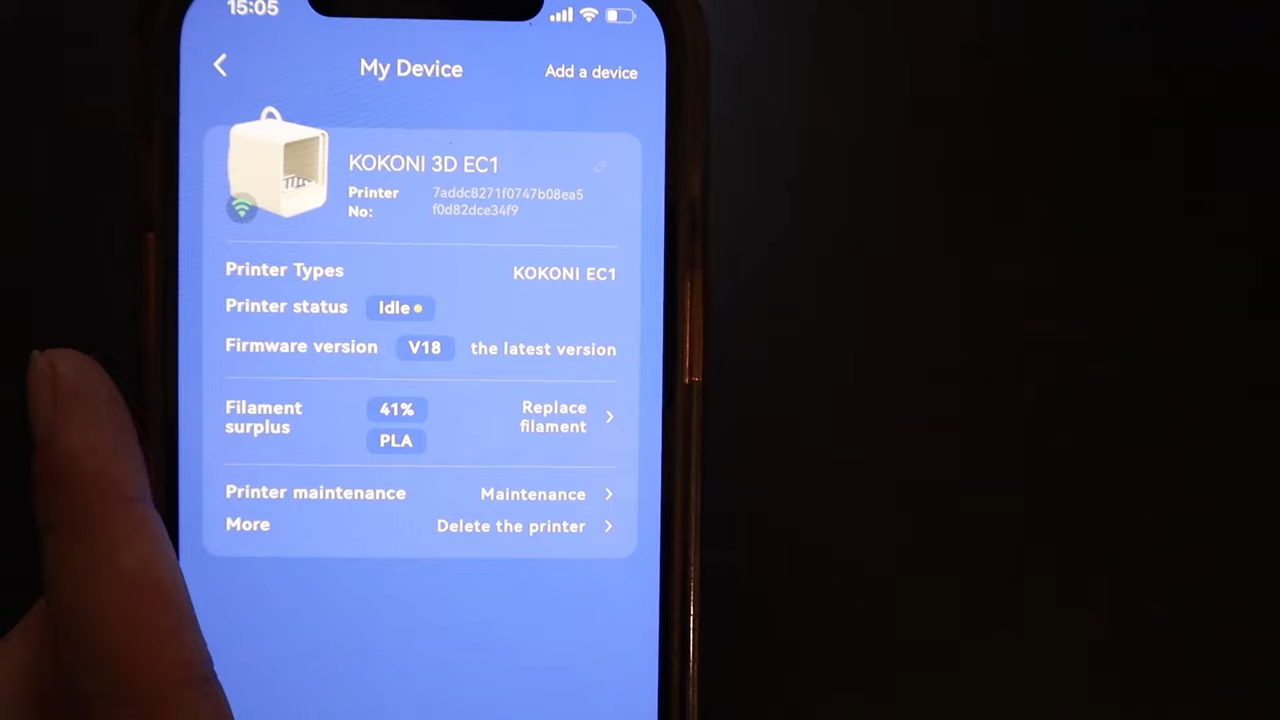 15:05
My Device
Add a device
KOKONI 3D EC1
Printer No:
7addc8271f0747b08ea5
f0d82dce34f9
Printer Types KOKONI EC1
Printer status Idle
Firmware version V18 the latest version
Filament surplus
41%
PLA
Replace filament
Printer maintenance Maintenance
More Delete the printer